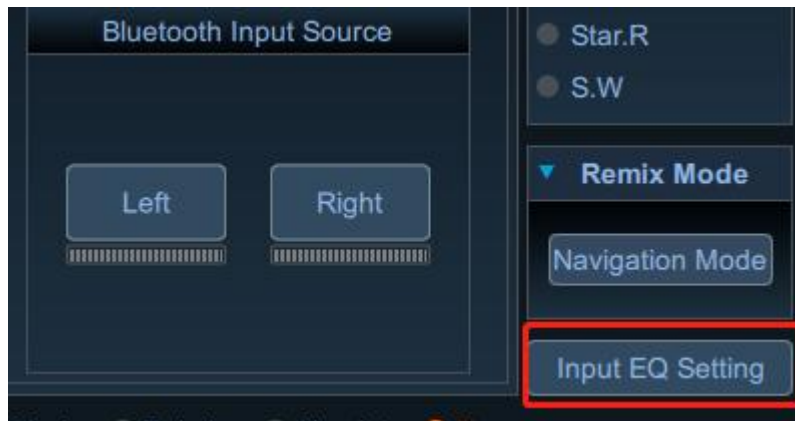 Bluetooth Input Source
Left
Right
Star.R
S.W
Remix Mode
Navigation Mode
Input EQ Setting